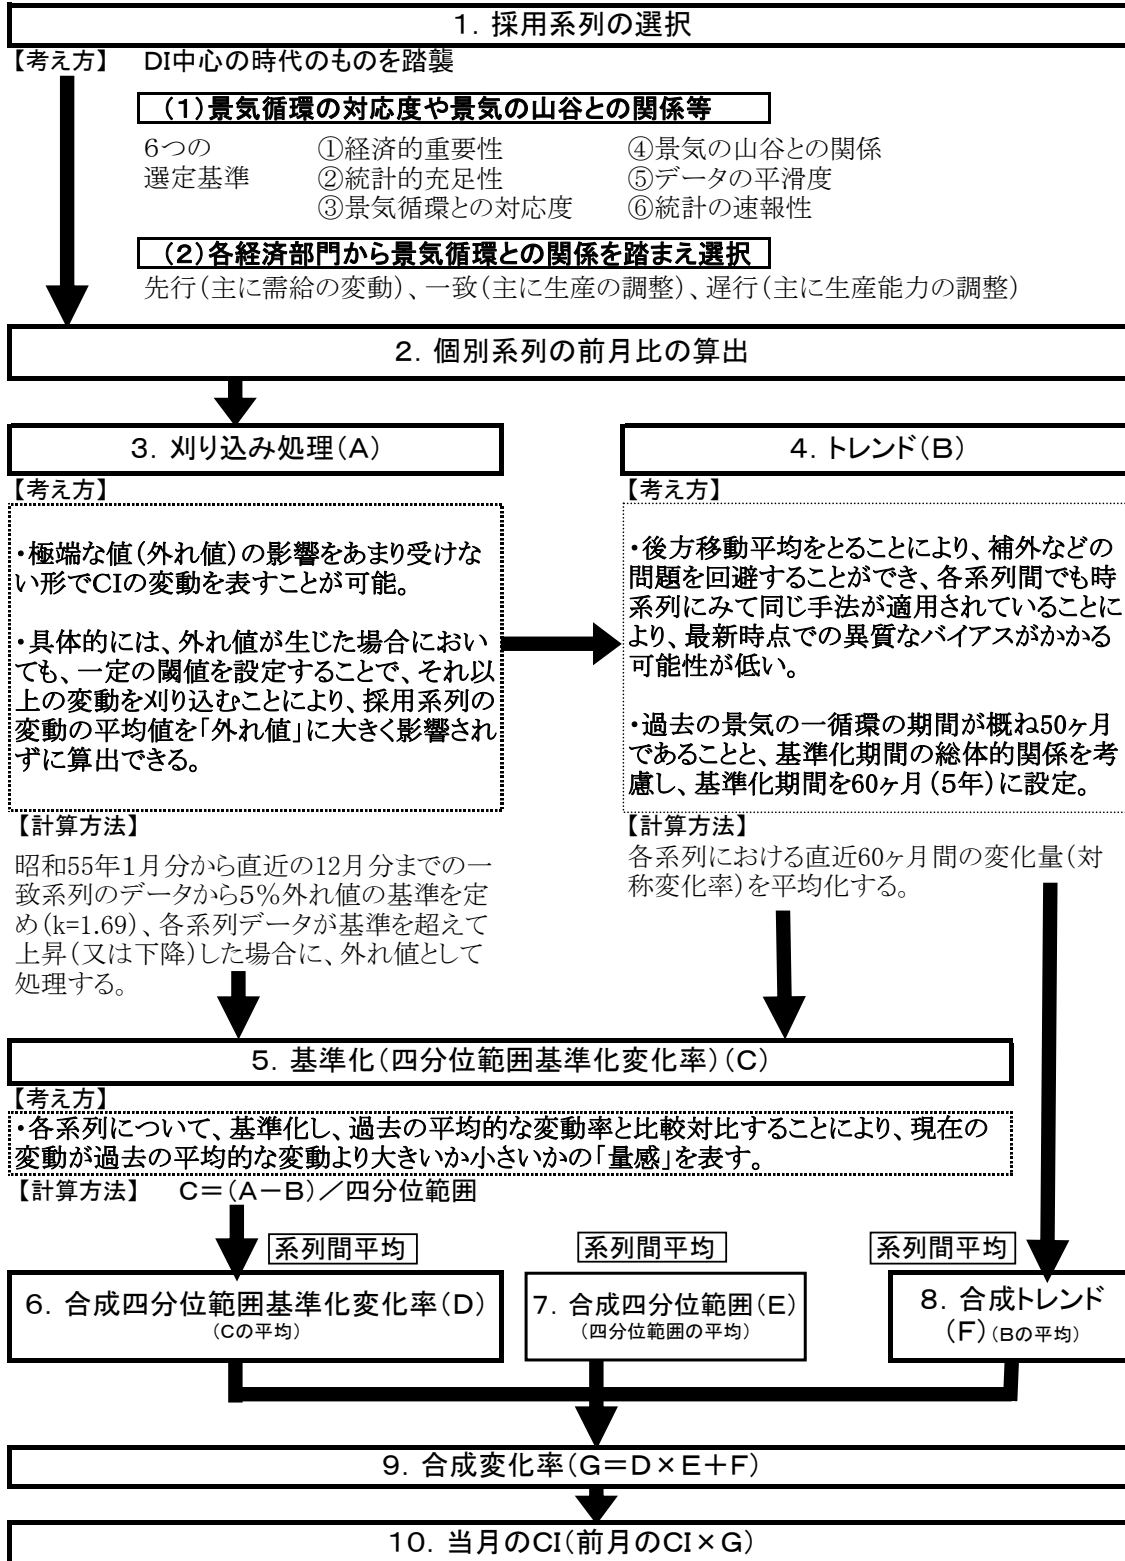 1．採用系列の選択
【考え方】　DI中心の時代のものを踏襲
（１）景気循環の対応度や景気の山谷との関係等
6つの
選定基準
①経済的重要性
②統計的充足性
③景気循環との対応度
④景気の山谷との関係
⑤データの平滑度
⑥統計の速報性
（２）各経済部門から景気循環との関係を踏まえ選択
先行（主に需給の変動）、一致（主に生産の調整）、遅行（主に生産能力の調整）
2．個別系列の前月比の算出
3．刈り込み処理（A）
【考え方】
・極端な値（外れ値）の影響をあまり受けな
い形でCIの変動を表すことが可能。
・具体的には、外れ値が生じた場合におい
ても、一定の閾値を設定することで、それ以
上の変動を刈り込むことにより、採用系列の
変動の平均値を「外れ値」に大きく影響され
ずに算出できる。
【計算方法】
昭和55年１月分から直近の12月分までの一
致系列のデータから5％外れ値の基準を定
め（k=1.69）、各系列データが基準を超えて
上昇（又は下降）した場合に、外れ値として
処理する。
4．トレンド（B）
【考え方】
・後方移動平均をとることにより、補外などの
問題を回避することができ、各系列間でも時
系列にみて同じ手法が適用されていることに
より、最新時点での異質なバイアスがかかる
可能性が低い。
・過去の景気の一循環の期間が概ね50ヶ月
であることと、基準化期間の総体的関係を考
慮し、基準化期間を60ヶ月（5年）に設定。
【計算方法】
各系列における直近60ヶ月間の変化量（対
称変化率）を平均化する。
5．基準化（四分位範囲基準化変化率）（C）
【考え方】
・各系列について、基準化し、過去の平均的な変動率と比較対比することにより、現在の
変動が過去の平均的な変動より大きいか小さいかの「量感」を表す。
【計算方法】　C＝（A－B）／四分位範囲
系列間平均
系列間平均
系列間平均
6．合成四分位範囲基準化変化率（D）
（Cの平均）
7．合成四分位範囲（E）
（四分位範囲の平均）
8．合成トレンド
（F）（Bの平均）
9．合成変化率（G＝D×E＋F）
10．当月のCI（前月のCI×G）